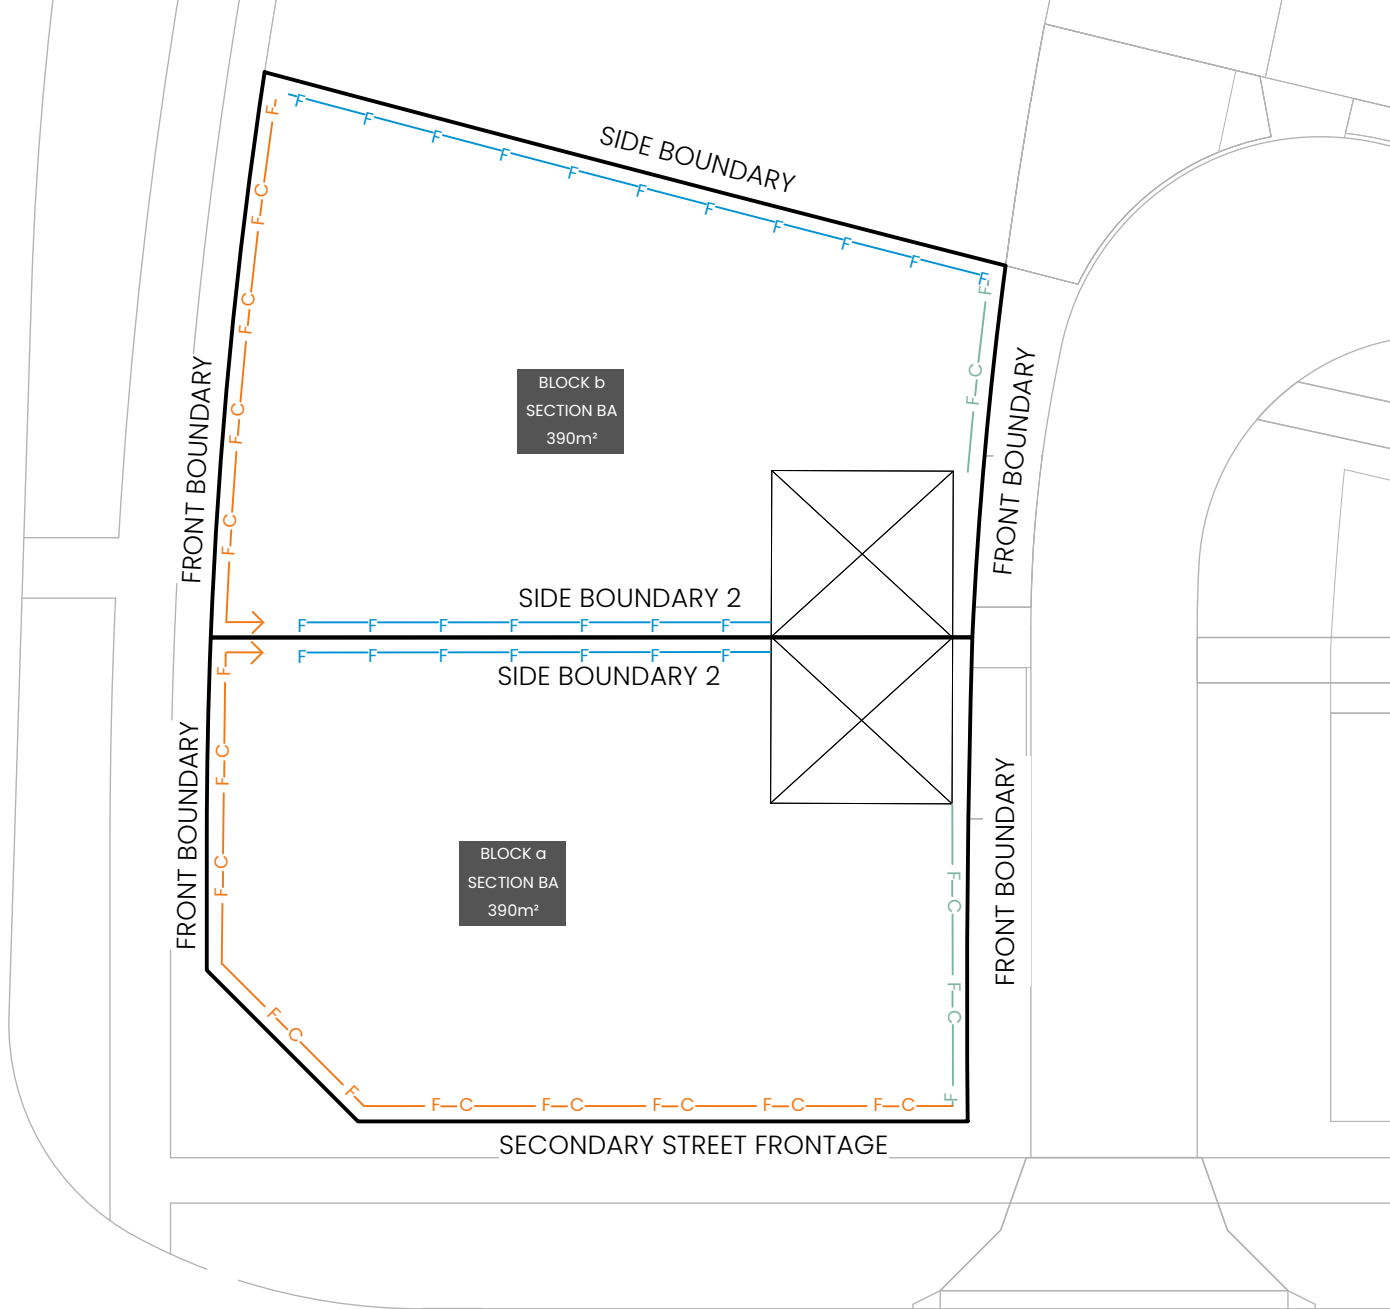 SIDE BOUNDARY
F F F F F F F F F F F
F
F—C
F—C
F—C
F—C
F
F—C
FRONT BOUNDARY
FRONT BOUNDARY
BLOCK b
SECTION BA
390m²
SIDE BOUNDARY 2
F F F F F F F
F F F F F F F
SIDE BOUNDARY 2
F
F—C
F—C
F—C
F
FRONT BOUNDARY
FRONT BOUNDARY
BLOCK a
SECTION BA
390m²
F—C
F—C
F
F—C F—C F—C F—C F—C
SECONDARY STREET FRONTAGE